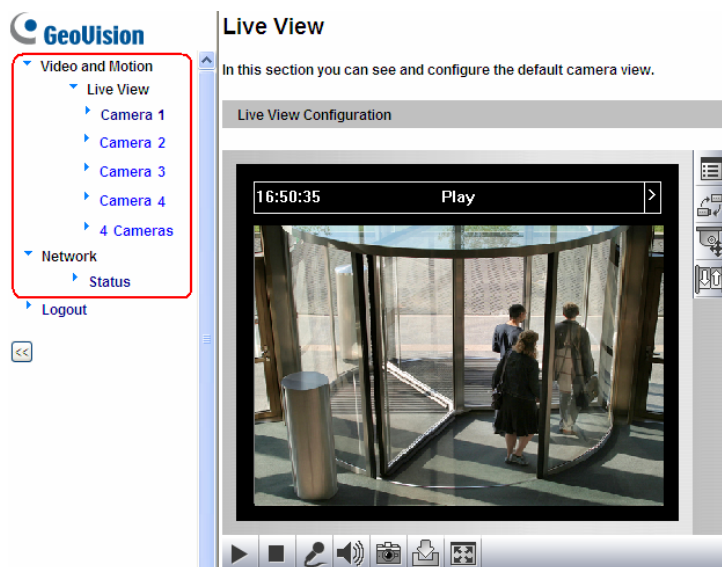 GeoVision
Video and Motion
Live View
Camera 1
Camera 2
Camera 3
Camera 4
4 Cameras
Network
Status
Logout
<<
Live View
In this section you can see and configure the default camera view.
Live View Configuration
16:50:35 Play >